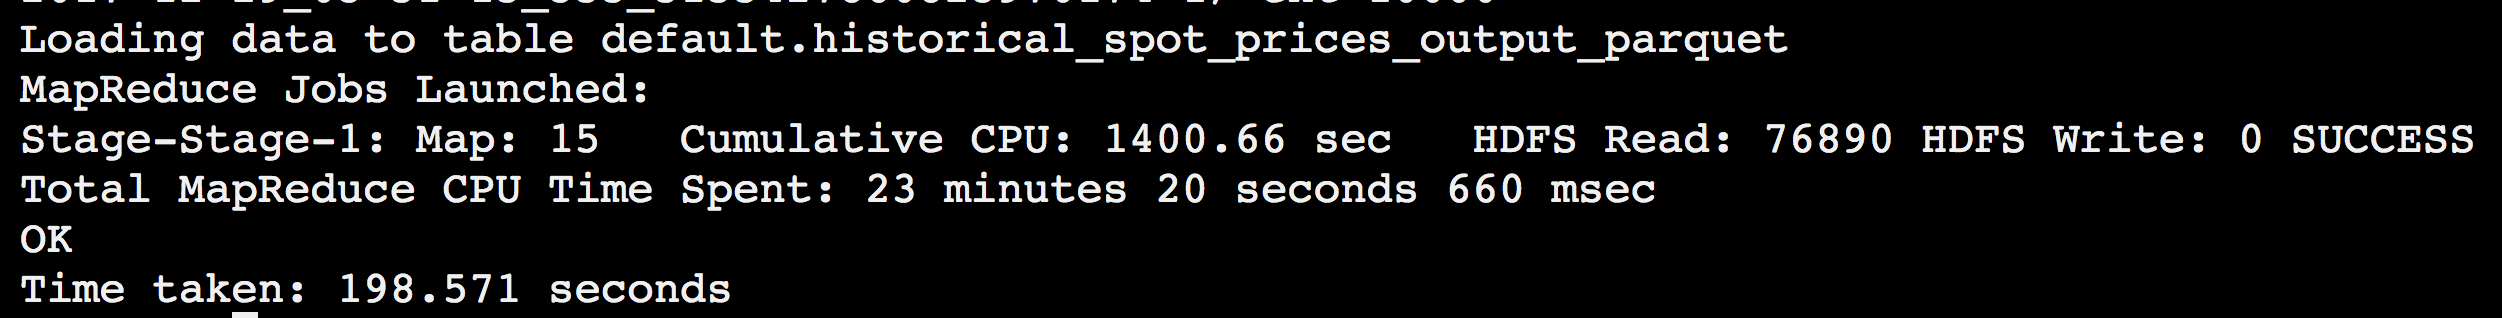 Loading data to table default.historical_spot_prices_output_parquet
MapReduce Jobs Launched:
Stage-Stage-1: Map: 15   Cumulative CPU: 1400.66 sec   HDFS Read: 76890 HDFS Write: 0 SUCCESS
Total MapReduce CPU Time Spent: 23 minutes 20 seconds 660 msec
OK
Time taken: 198.571 seconds